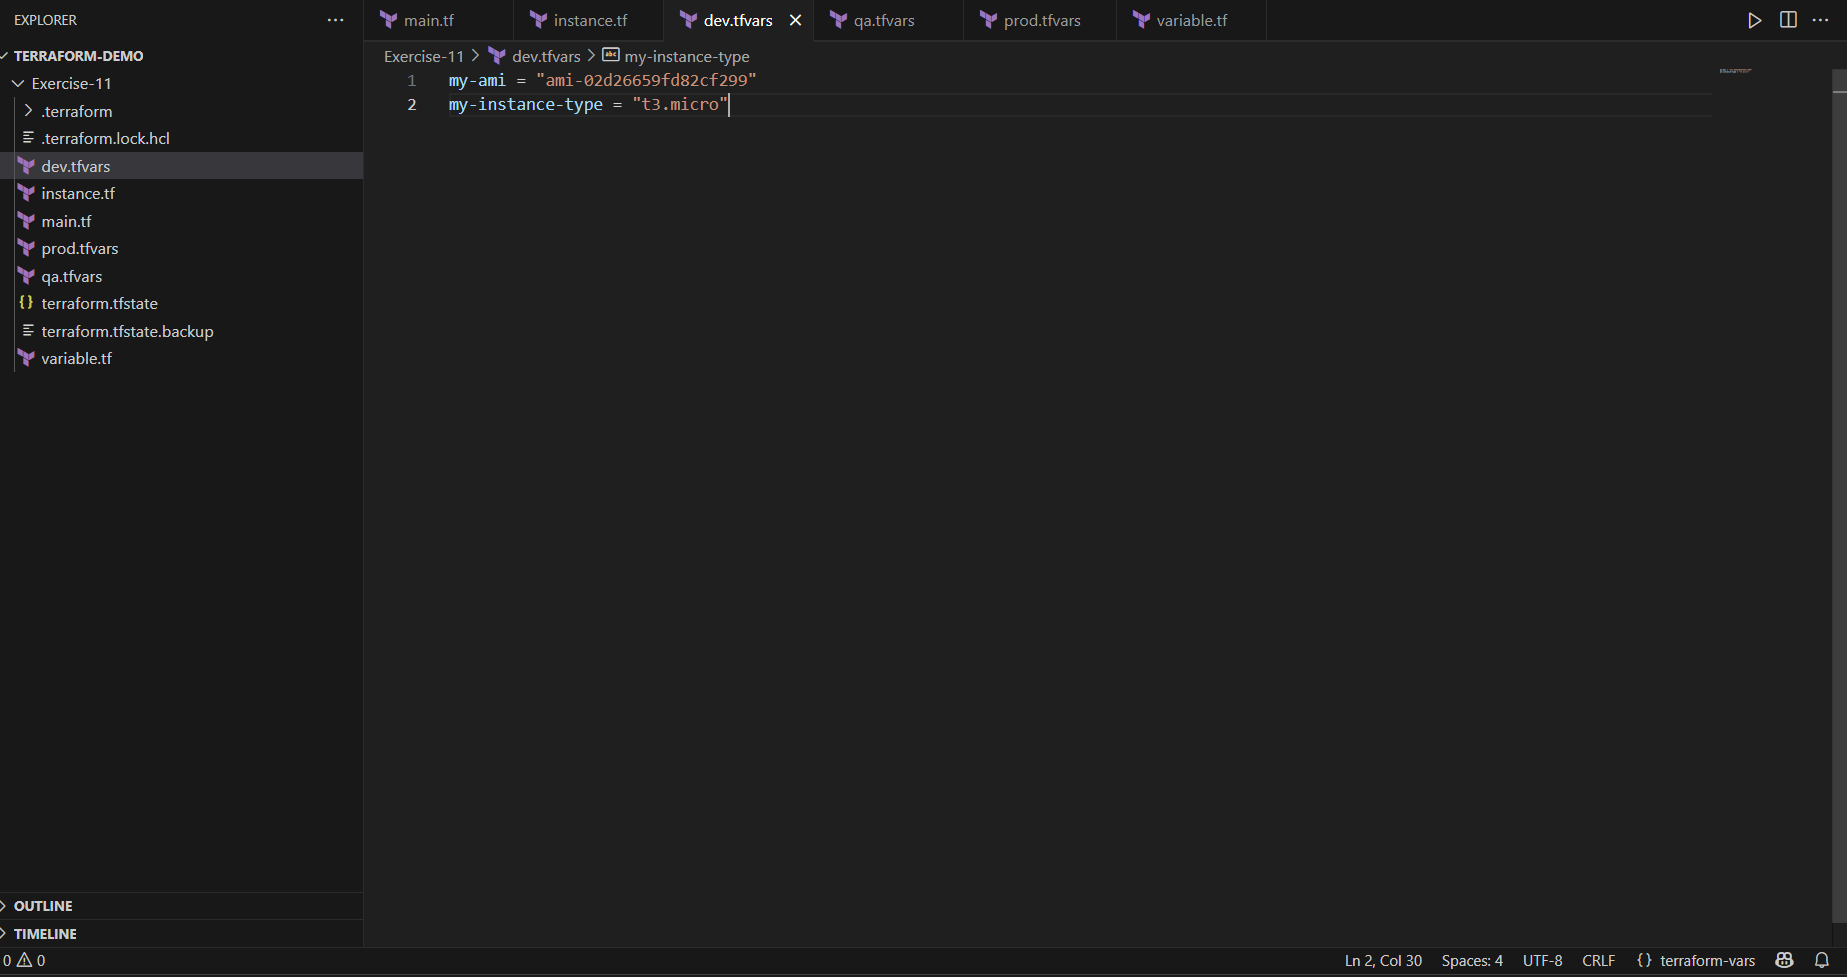 EXPLORER
TERRAFORM-DEMO
Exercise-11
.terraform
.terraform.lock.hcl
dev.tfvars
instance.tf
main.tf
prod.tfvars
qa.tfvars
terraform.tfstate
terraform.tfstate.backup
variable.tf
OUTLINE
TIMELINE
main.tf instance.tf dev.tfvars qa.tfvars prod.tfvars variable.tf
Exercise-11 > dev.tfvars > my-instance-type
1 my-ami = "ami-02d26659fd82cf299"
2 my-instance-type = "t3.micro"
0 0 Ln 2, Col 30 Spaces: 4 UTF-8 CRLF {} terraform-vars